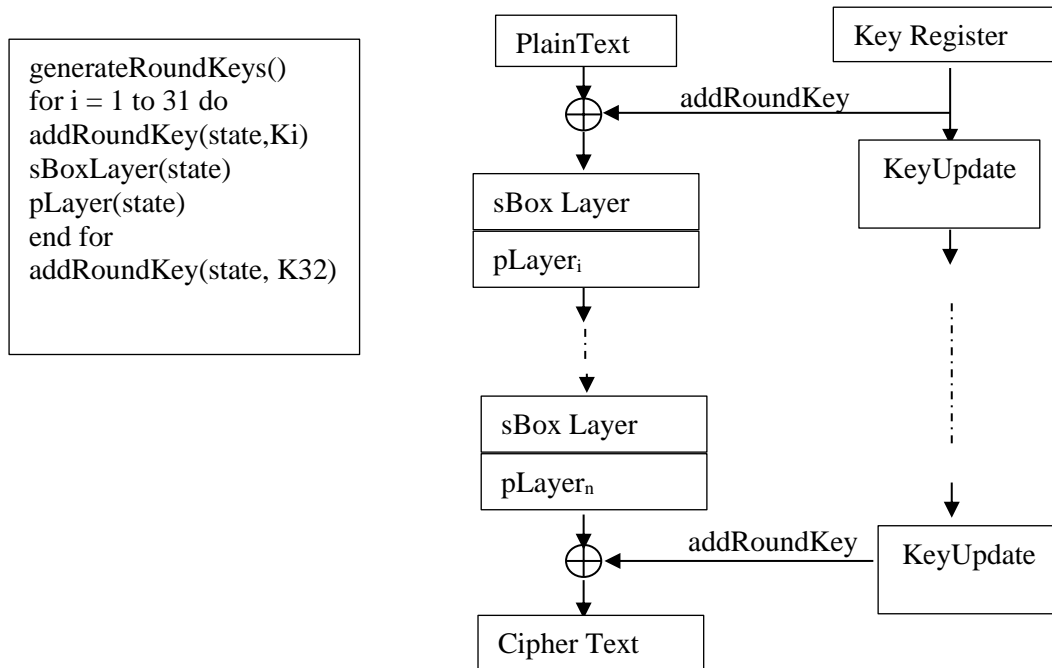 generateRoundKeys()
for i = 1 to 31 do
addRoundKey(state,Ki)
sBoxLayer(state)
pLayer(state)
end for
addRoundKey(state, K32)
PlainText
Key Register
addRoundKey
KeyUpdate
sBox Layer
pLayerᵢ
sBox Layer
pLayerₙ
addRoundKey
KeyUpdate
Cipher Text